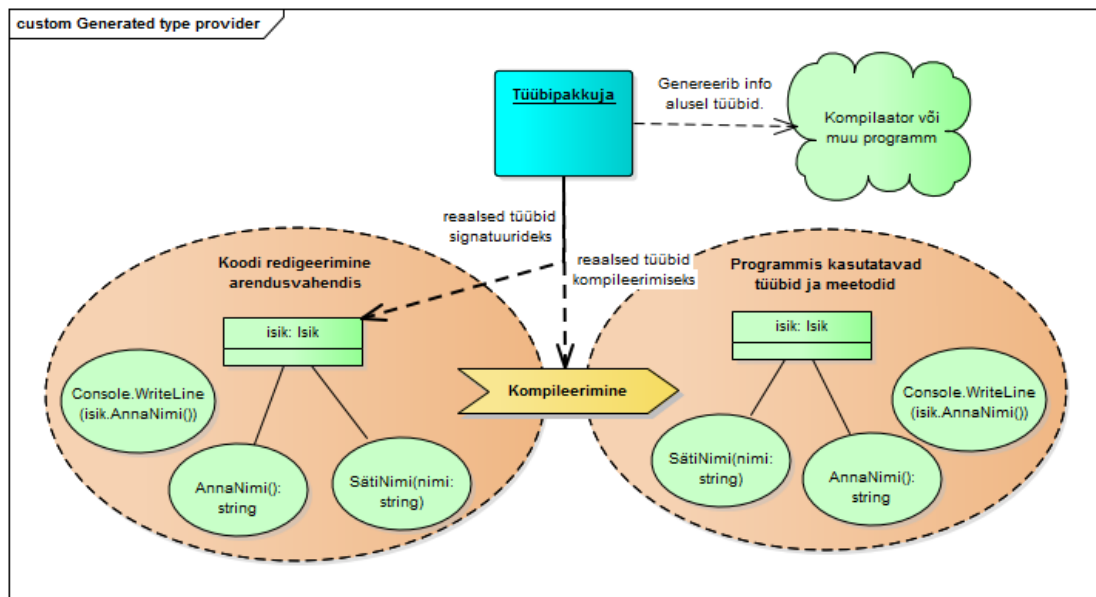 custom Generated type provider
Tüübipakkuja
Genereerib info
alusel tüübid.
Kompilaator või
muu programm
reaalsed tüübid
signatuurideks
reaalsed tüübid
kompileerimiseks
Koodi redigeerimine
arendusvahendis
isik: Isik
Console.WriteLine
(isik.AnnaNimi())
AnnaNimi():
string
SätiNimi(nimi:
string)
Kompileerimine
Programmis kasutatavad
tüübid ja meetodid
isik: Isik
Console.WriteLine
(isik.AnnaNimi())
SätiNimi(nimi:
string)
AnnaNimi():
string